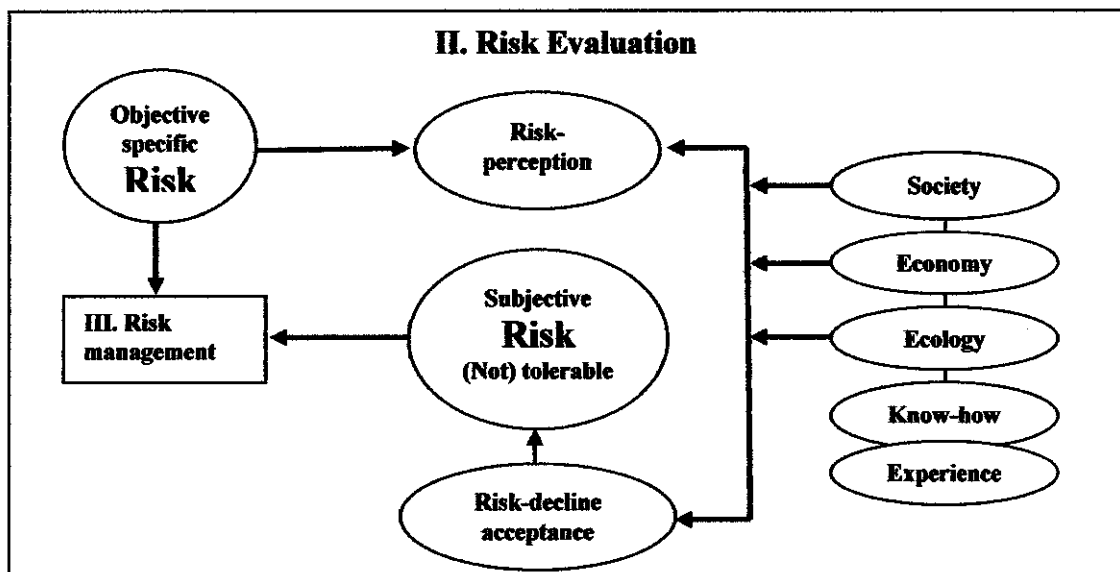 II. Risk Evaluation
Objective
specific
Risk
Risk-
perception
Society
Economy
Subjective
Risk
(Not) tolerable
III. Risk
management
Ecology
Know-how
Experience
Risk-decline
acceptance